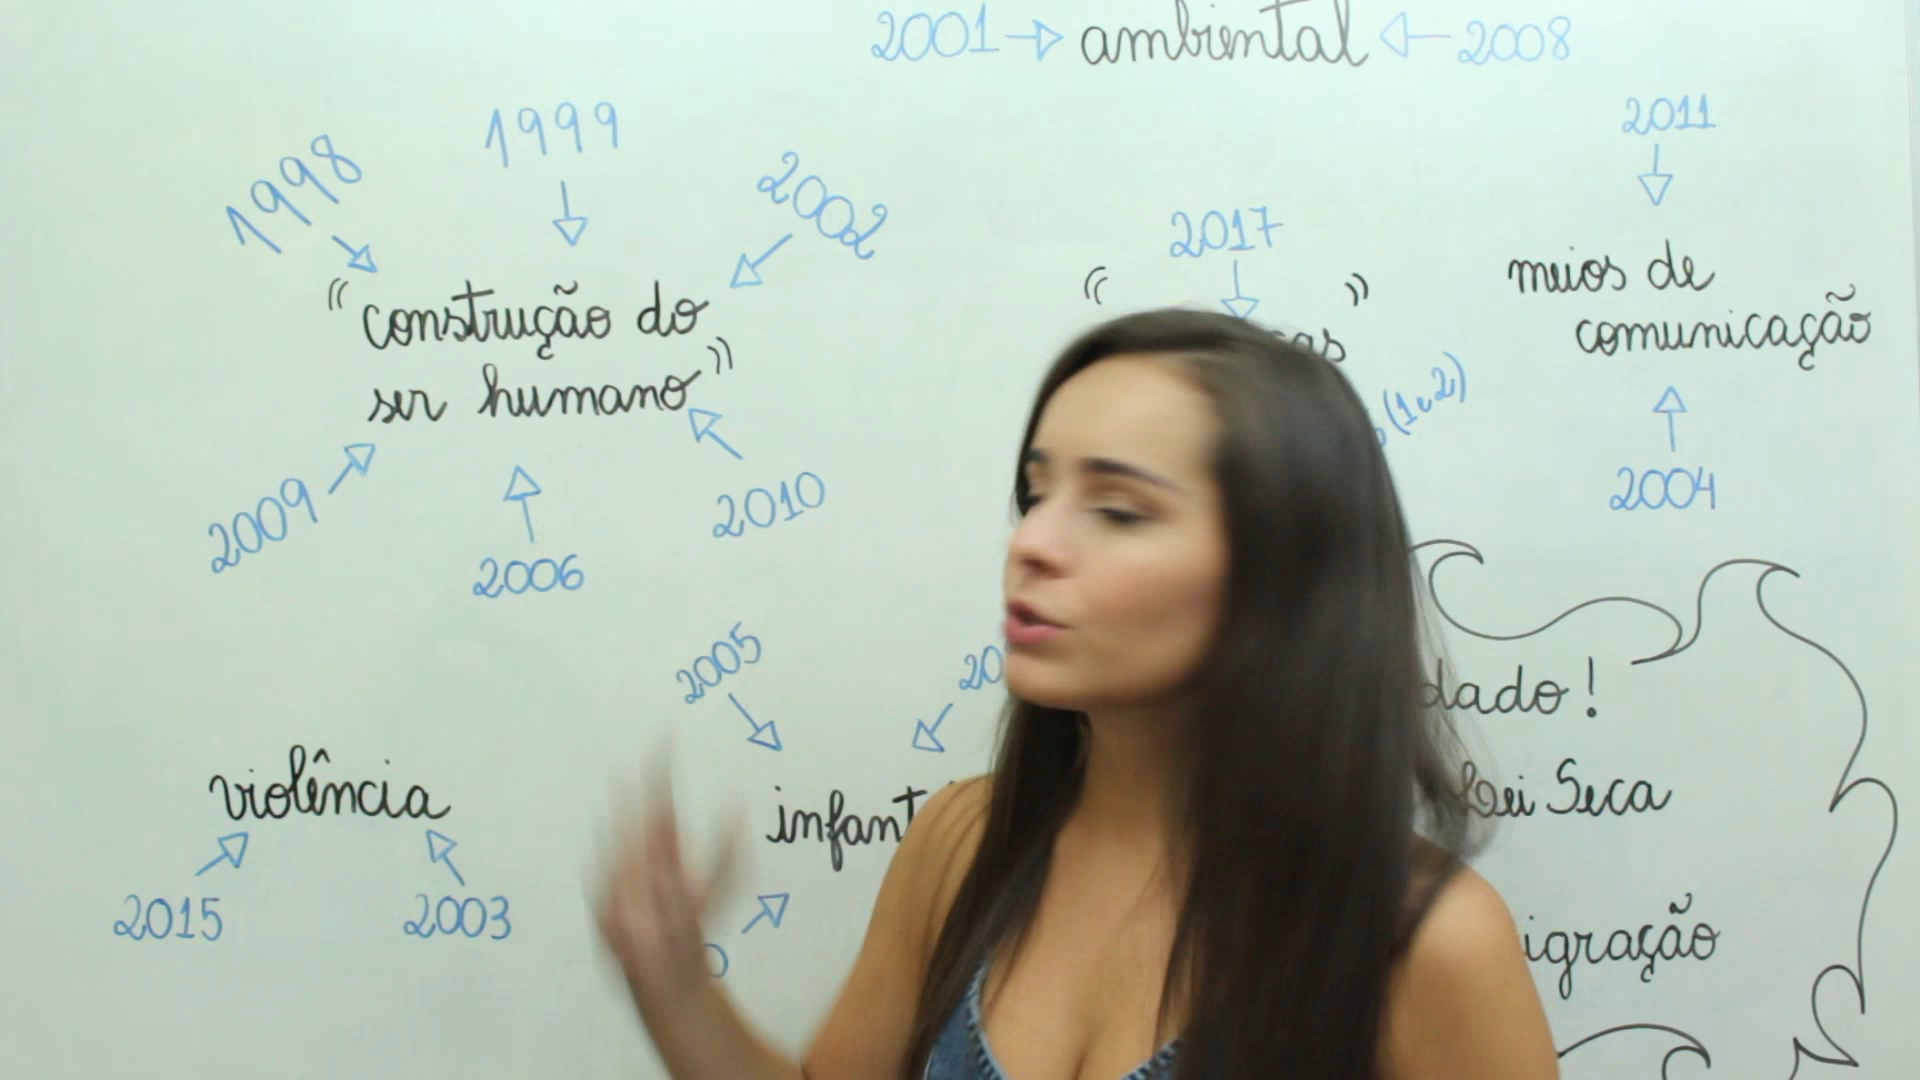 2001 → ambiental ← 2008
1998
1999
2002
"construção do
ser humano"
2009
2006
2010
2017
" "
(1 e 2)
2011
meios de
comunicação
2004
2005
violência
2015
2003
dado!
Lei Seca
igração